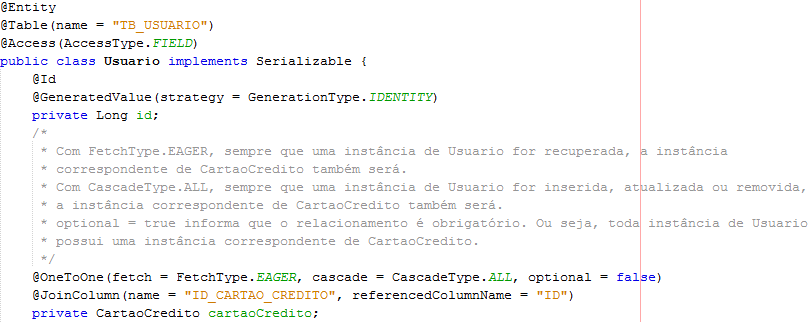 @Entity
@Table(name = "TB_USUARIO")
@Access(AccessType.FIELD)
public class Usuario implements Serializable {
@Id
@GeneratedValue(strategy = GenerationType.IDENTITY)
private Long id;
/*
* Com FetchType.EAGER, sempre que uma instância de Usuario for recuperada, a instância
* correspondente de CartaoCredito também será.
* Com CascadeType.ALL, sempre que uma instância de Usuario for inserida, atualizada ou removida,
* a instância correspondente de CartaoCredito também será.
* optional = true informa que o relacionamento é obrigatório. Ou seja, toda instância de Usuario
* possui uma instância correspondente de CartaoCredito.
*/
@OneToOne(fetch = FetchType.EAGER, cascade = CascadeType.ALL, optional = false)
@JoinColumn(name = "ID_CARTAO_CREDITO", referencedColumnName = "ID")
private CartaoCredito cartaoCredito;